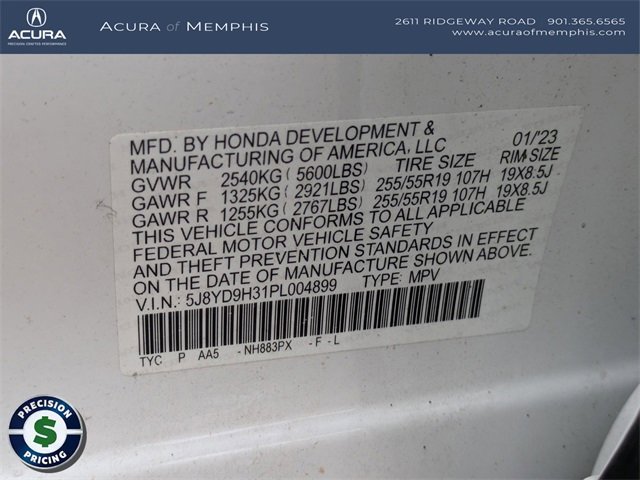 ACURA
PRECISION CRAFTED PERFORMANCE
ACURA of MEMPHIS
2611 RIDGEWAY ROAD 901.365.6565
www.acuraofmemphis.com
MFD. BY HONDA DEVELOPMENT & 01/'23
MANUFACTURING OF AMERICA, LLC
TIRE SIZE RIM SIZE
GVWR 2540KG (5600LBS)
GAWR F 1325KG (2921LBS) 255/55R19 107H 19X8.5J
GAWR R 1255KG (2767LBS) 255/55R19 107H 19X8.5J
THIS VEHICLE CONFORMS TO ALL APPLICABLE
FEDERAL MOTOR VEHICLE SAFETY
AND THEFT PREVENTION STANDARDS IN EFFECT
ON THE DATE OF MANUFACTURE SHOWN ABOVE.
V.I.N.: 5J8YD9H31PL004899 TYPE: MPV
TYC P AA5 -NH883PX -F-L
PRECISION
$
PRICING